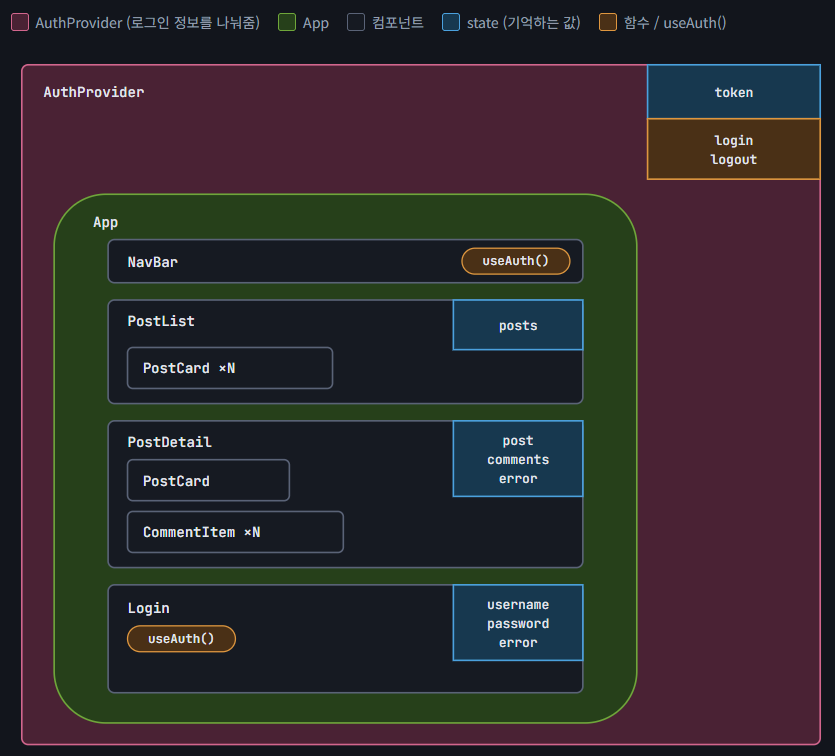 AuthProvider (로그인 정보를 나눠줌) App 컴포넌트 state (기억하는 값) 함수 / useAuth()
AuthProvider
token
login
logout
App
NavBar
useAuth()
PostList
posts
PostCard ×N
PostDetail
post
comments
error
PostCard
CommentItem ×N
Login
username
password
error
useAuth()